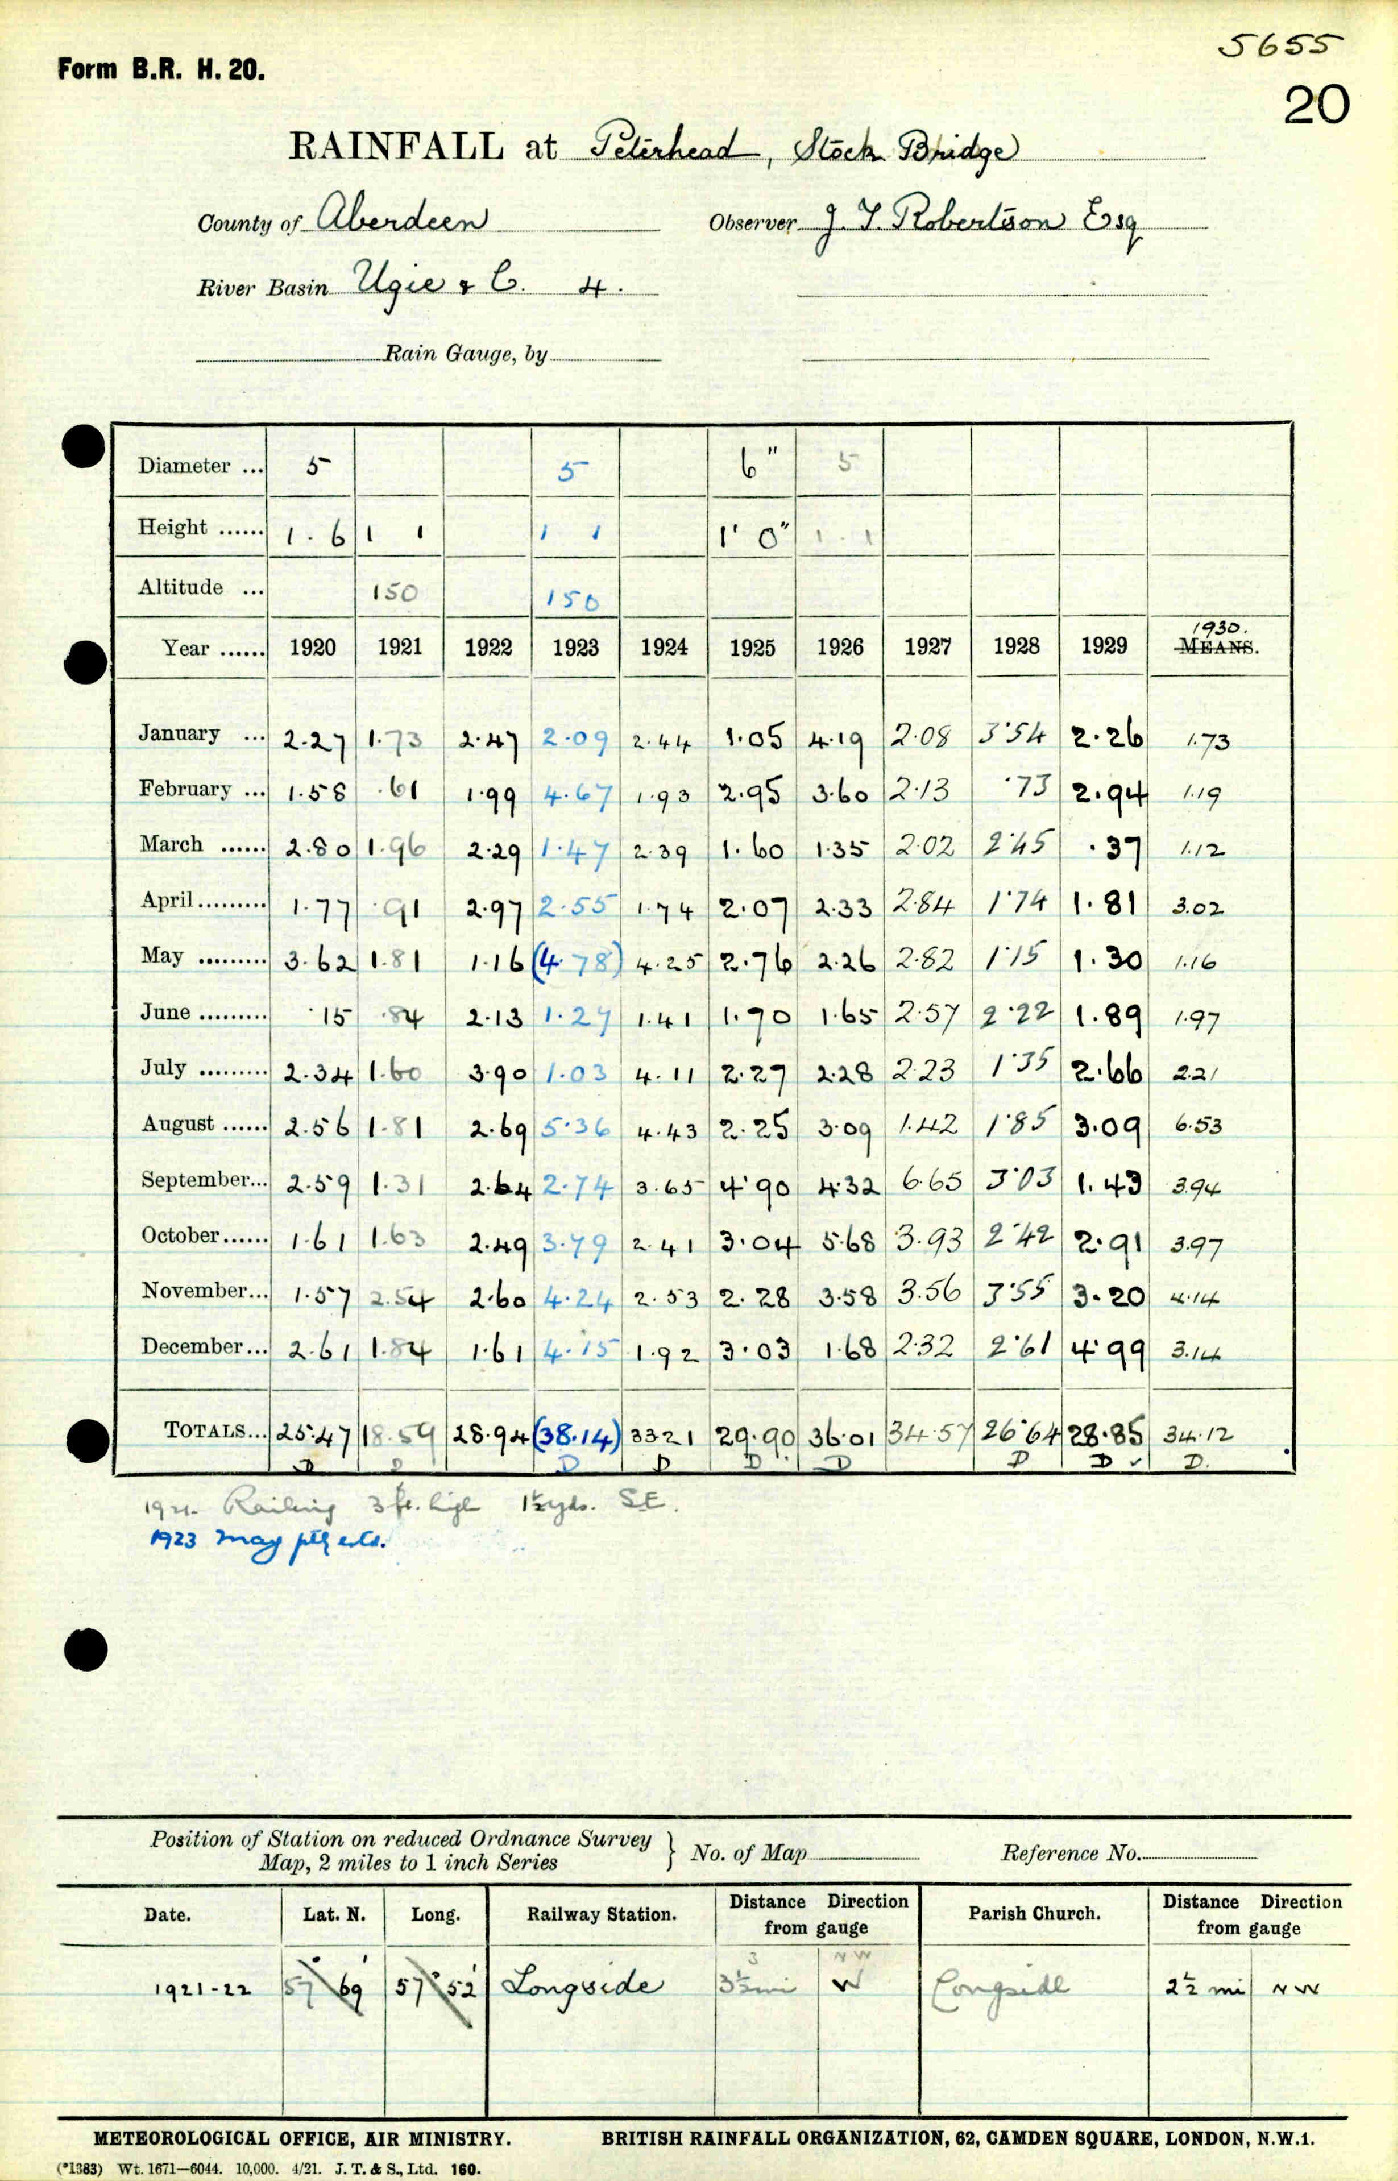 5655
Form B.R. H. 20.
20
RAINFALL at Peterhead, Stock Bridge
County of Aberdeen Observer J. T. Robertson Esq
River Basin Ugie & C. 4.
Rain Gauge, by
Diameter ... 5 5 6" 5
Height ...... 1. 6 1 1 1 1 1' 0" 1. 1
Altitude ... 150 150
1930.
Year ...... 1920 1921 1922 1923 1924 1925 1926 1927 1928 1929 MEANS.
January ... 2.27 1.73 2.47 2.09 2.44 1.05 4.19 2.08 3.54 2.26 1.73
February ... 1.58 .61 1.99 4.67 1.93 2.95 3.60 2.13 .73 2.94 1.19
March ...... 2.80 1.96 2.29 1.47 2.39 1.60 1.35 2.02 2.45 .37 1.12
April ......... 1.77 .91 2.97 2.55 1.74 2.07 2.33 2.84 1.74 1.81 3.02
May ......... 3.62 1.81 1.16 (4.78) 4.25 2.76 2.26 2.82 1.15 1.30 1.16
June ......... .15 .84 2.13 1.27 1.41 1.70 1.65 2.57 2.22 1.89 1.97
July ......... 2.34 1.60 3.90 1.03 4.11 2.27 2.28 2.23 1.35 2.66 2.21
August ...... 2.56 1.81 2.69 5.36 4.43 2.25 3.09 1.42 1.85 3.09 6.53
September... 2.59 1.31 2.64 2.74 3.65 4.90 4.32 6.65 3.03 1.43 3.94
October...... 1.61 1.63 2.49 3.79 2.41 3.04 5.68 3.93 2.42 2.91 3.97
November... 1.57 2.54 2.60 4.24 2.53 2.28 3.58 3.56 3.55 3.20 4.14
December... 2.61 1.84 1.61 4.15 1.92 3.03 1.68 2.32 2.61 4.99 3.14
TOTALS... 25.47 18.59 28.94 (38.14) 33.21 29.90 36.01 34.57 26.64 28.85 34.12
D D D D D D D D ✓ D.
1921. Railing 3 ft. high 1½ yds. SE.
1923 May ptly estd.
Position of Station on reduced Ordnance Survey
Map, 2 miles to 1 inch Series } No. of Map Reference No.
Date. Lat. N. Long. Railway Station. Distance Direction from gauge Parish Church. Distance Direction from gauge
3 NW
1921-22 57° 69' 57° 52' Longside 3½ mi W Longside 2½ mi NW
METEOROLOGICAL OFFICE, AIR MINISTRY. BRITISH RAINFALL ORGANIZATION, 62, CAMDEN SQUARE, LONDON, N.W.1.
(*1383) Wt. 1671—6044. 10,000. 4/21. J. T. & S., Ltd. 160.